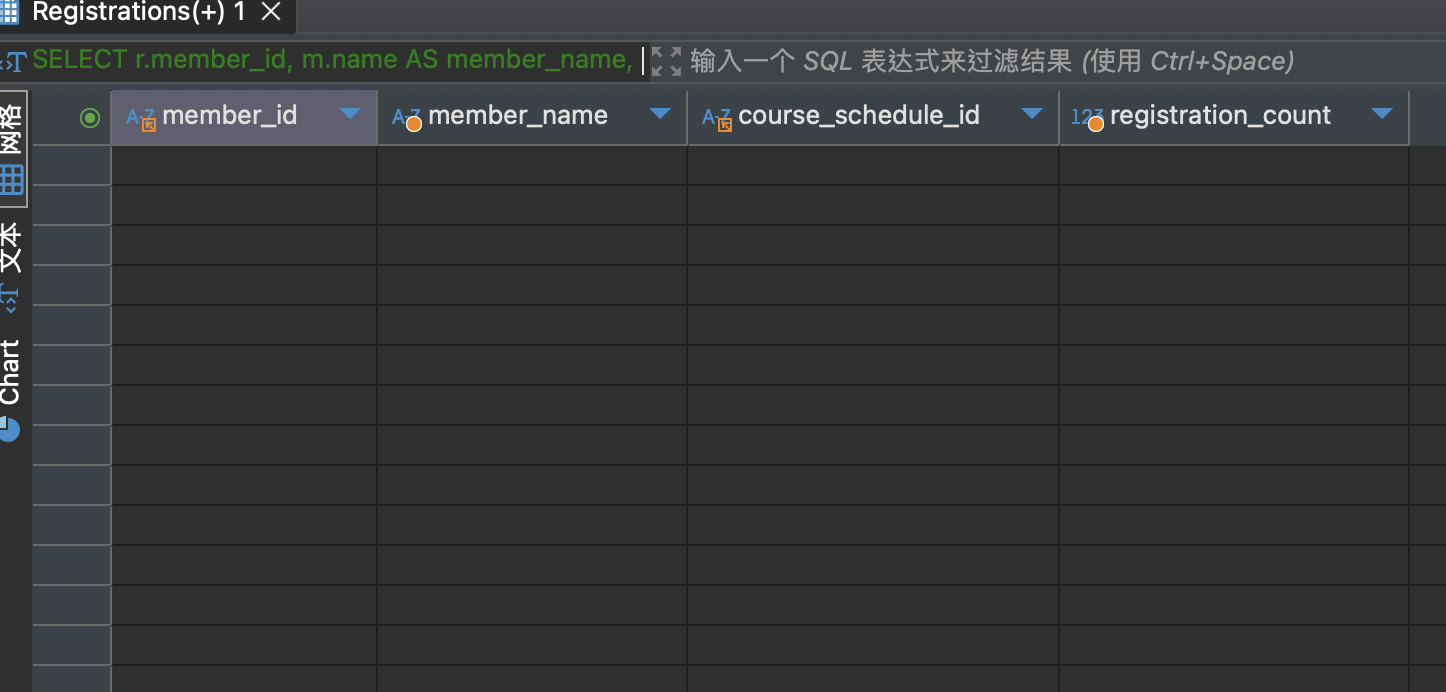 Registrations(+) 1
SELECT r.member_id, m.name AS member_name, 输入一个 SQL 表达式来过滤结果 (使用 Ctrl+Space)
member_id member_name course_schedule_id registration_count
网格
文本
Chart